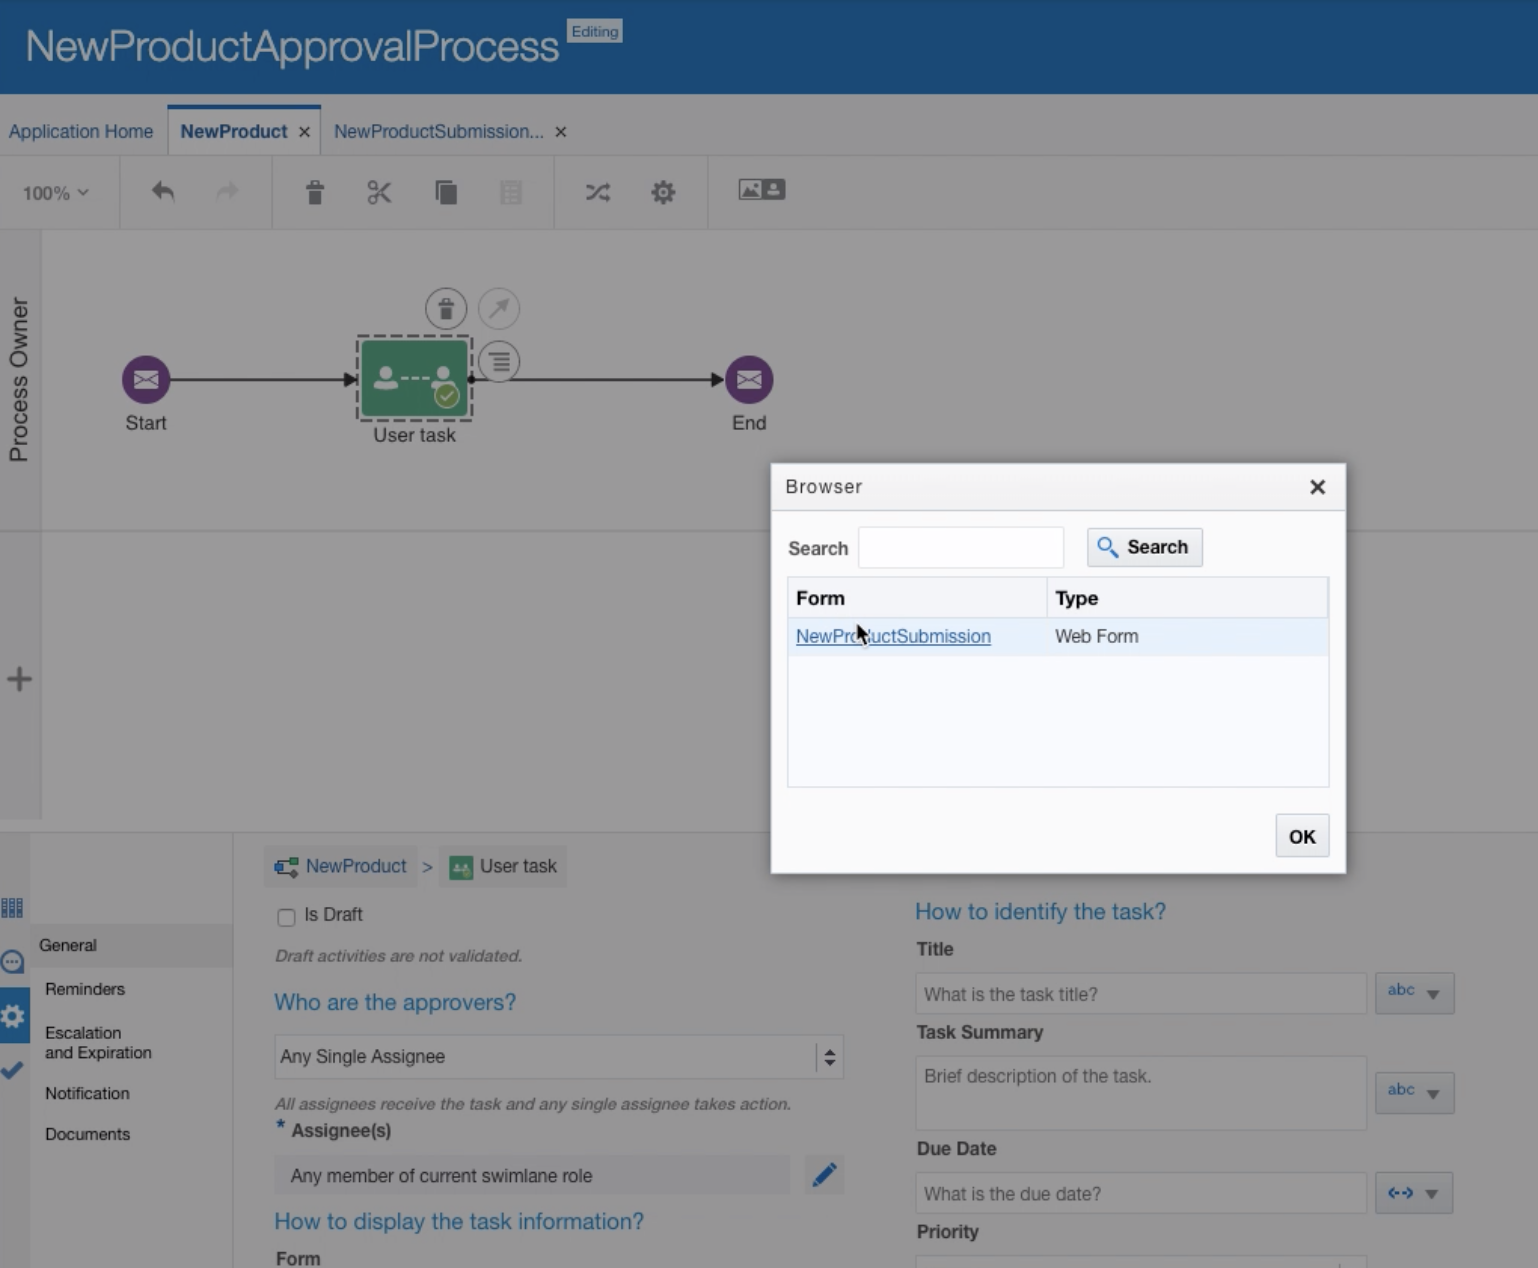 NewProductApprovalProcess Editing
Application Home NewProduct × NewProductSubmission... ×
100%
Process Owner
Start
User task
End
Browser ×
Search Search
Form Type
NewProductSubmission Web Form
OK
NewProduct > User task
Is Draft
Draft activities are not validated.
Who are the approvers?
Any Single Assignee
All assignees receive the task and any single assignee takes action.
* Assignee(s)
Any member of current swimlane role
How to display the task information?
Form
General
Reminders
Escalation
and Expiration
Notification
Documents
How to identify the task?
Title
What is the task title? abc
Task Summary
Brief description of the task. abc
Due Date
What is the due date?
Priority